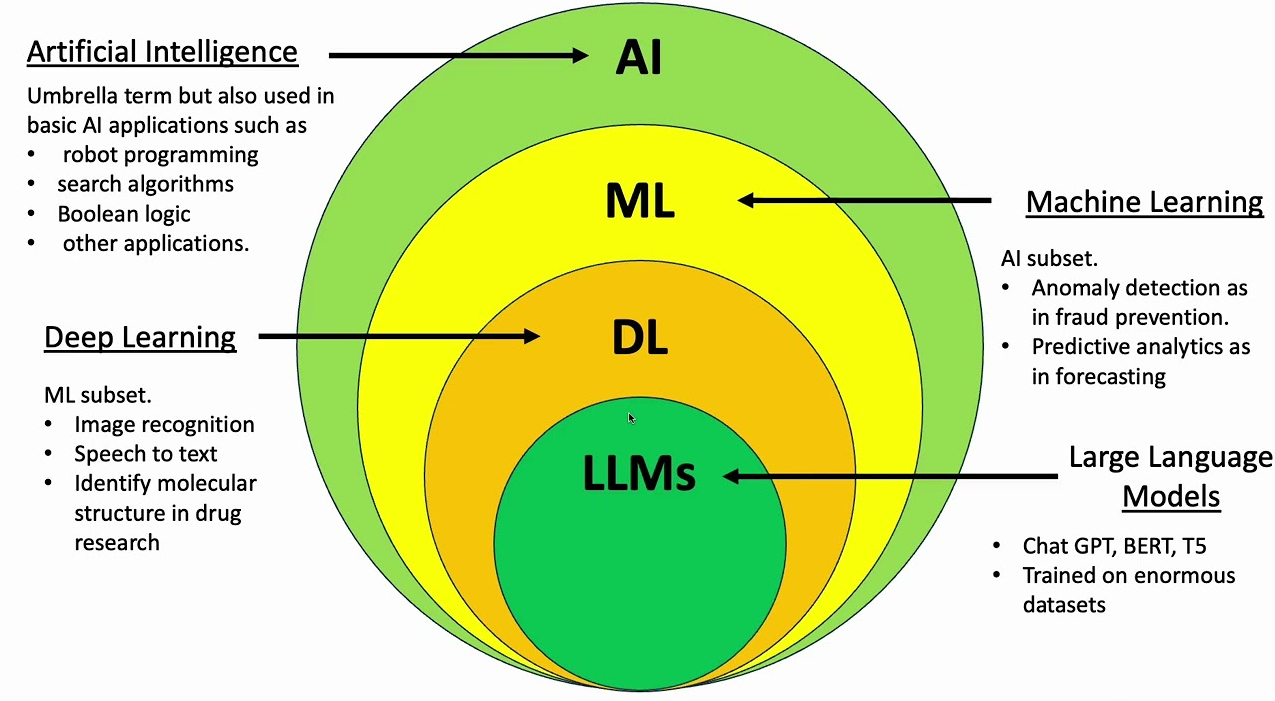 Artificial Intelligence
Umbrella term but also used in
basic AI applications such as
• robot programming
• search algorithms
• Boolean logic
• other applications.
AI
ML
Machine Learning
AI subset.
• Anomaly detection as
in fraud prevention.
• Predictive analytics as
in forecasting
Deep Learning
ML subset.
• Image recognition
• Speech to text
• Identify molecular
structure in drug
research
DL
LLMs
Large Language
Models
• Chat GPT, BERT, T5
• Trained on enormous
datasets